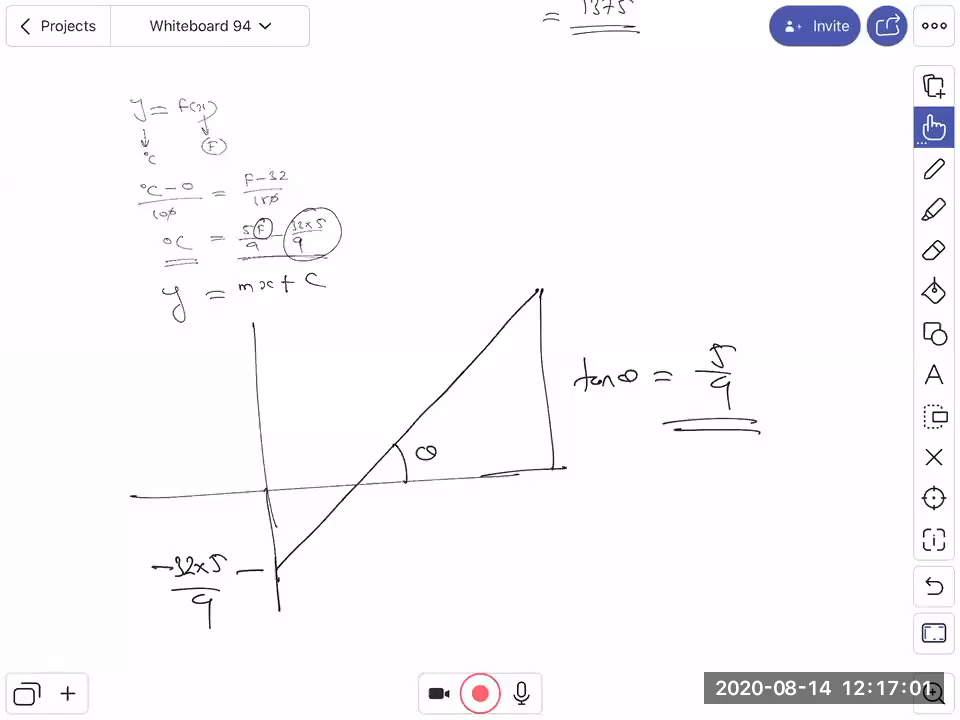 Projects
Whiteboard 94
Invite
= 1375
y = f(x)
°C
F
°C - 0 / 100 = F - 32 / 180
°C = 5F / 9 - 32 x 5 / 9
y = mx + C
tanθ = 5 / 9
θ
-32 x 5 / 9
A
2020-08-14 12:17:01